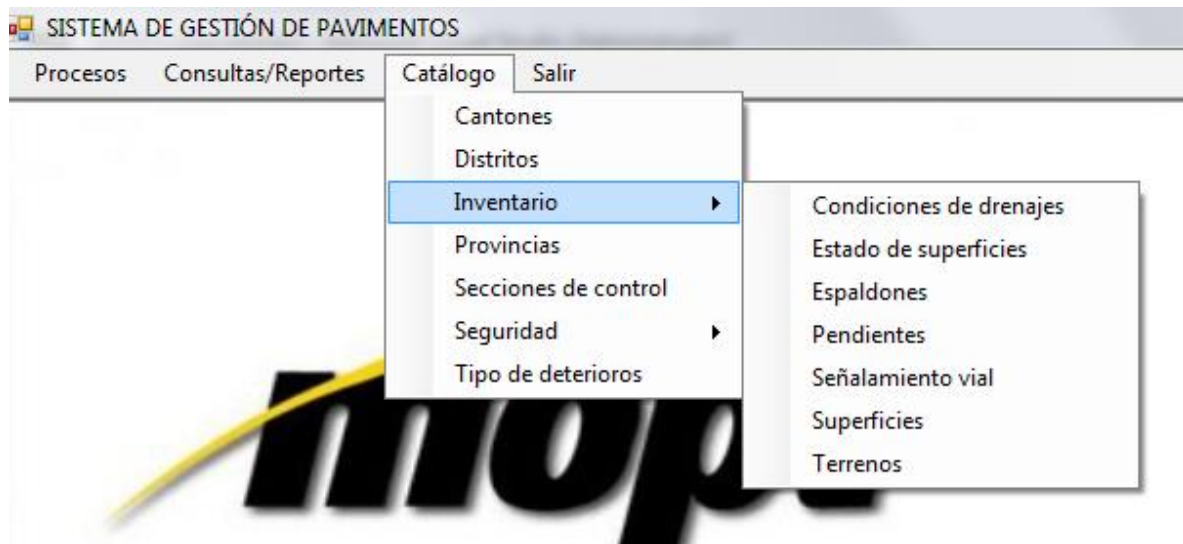 SISTEMA DE GESTIÓN DE PAVIMENTOS
Procesos Consultas/Reportes Catálogo Salir
Cantones
Distritos
Inventario
Provincias
Secciones de control
Seguridad
Tipo de deterioros
Condiciones de drenajes
Estado de superficies
Espaldones
Pendientes
Señalamiento vial
Superficies
Terrenos
mopt